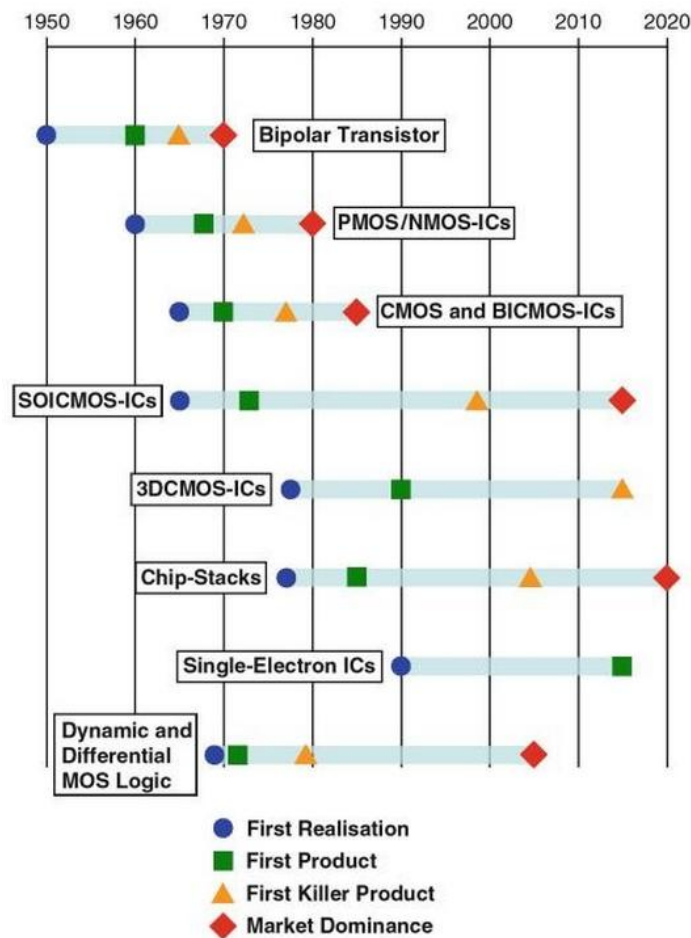 1950 1960 1970 1980 1990 2000 2010 2020
Bipolar Transistor
PMOS/NMOS-ICs
CMOS and BICMOS-ICs
SOICMOS-ICs
3DCMOS-ICs
Chip-Stacks
Single-Electron ICs
Dynamic and
Differential
MOS Logic
First Realisation
First Product
First Killer Product
Market Dominance